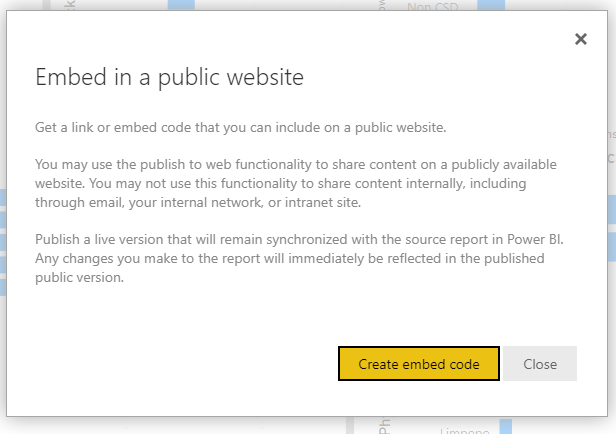 Non CSD
Embed in a public website
Get a link or embed code that you can include on a public website.
You may use the publish to web functionality to share content on a publicly available
website. You may not use this functionality to share content internally, including
through email, your internal network, or intranet site.
Publish a live version that will remain synchronized with the source report in Power BI.
Any changes you make to the report will immediately be reflected in the published
public version.
Create embed code
Close